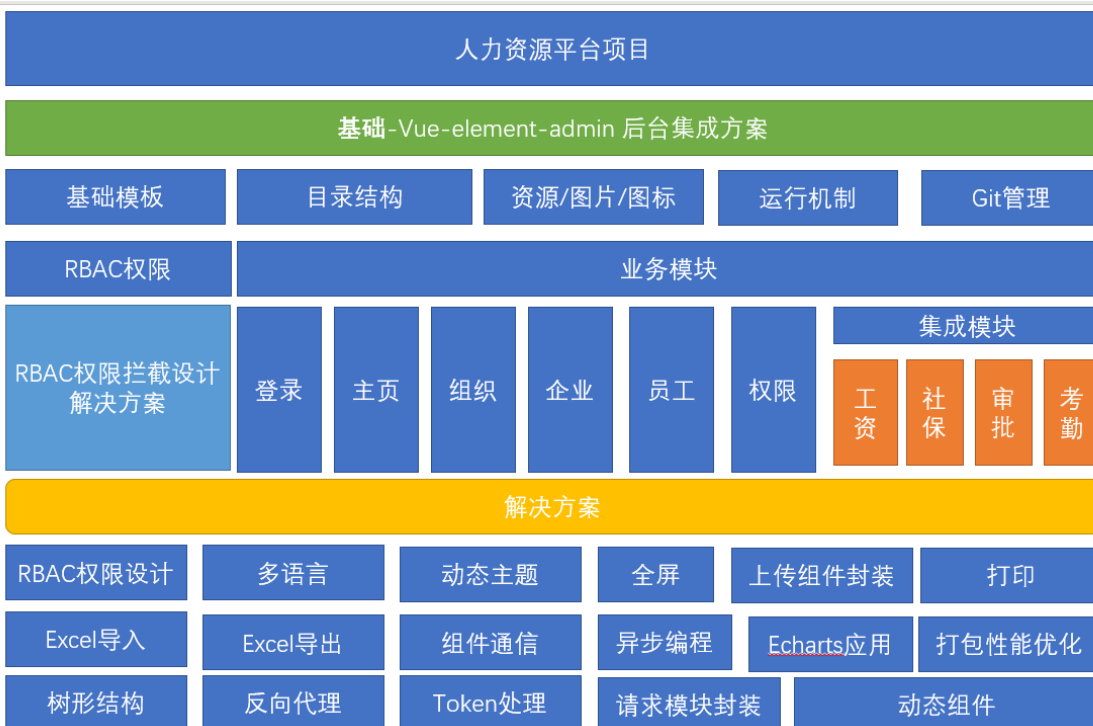 人力资源平台项目
基础-Vue-element-admin 后台集成方案
基础模板
目录结构
资源/图片/图标
运行机制
Git管理
RBAC权限
业务模块
RBAC权限拦截设计
解决方案
登录
主页
组织
企业
员工
权限
集成模块
工
资
社
保
审
批
考
勤
解决方案
RBAC权限设计
多语言
动态主题
全屏
上传组件封装
打印
Excel导入
Excel导出
组件通信
异步编程
Echarts应用
打包性能优化
树形结构
反向代理
Token处理
请求模块封装
动态组件